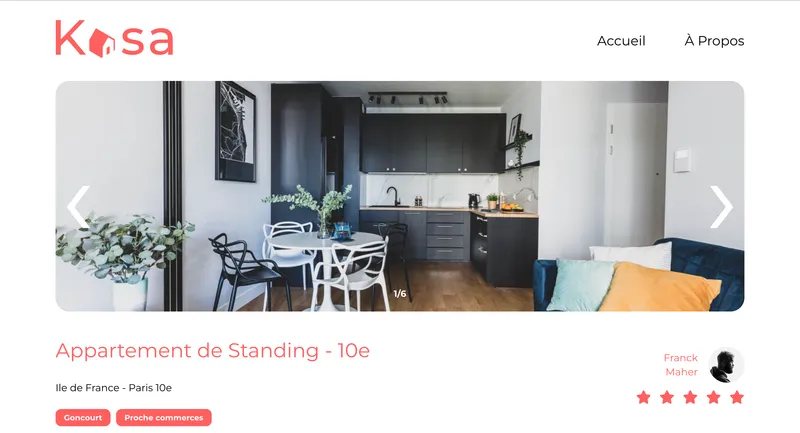 Kasa
Accueil
À Propos
1/6
Appartement de Standing - 10e
Franck
Maher
Ile de France - Paris 10e
Goncourt
Proche commerces